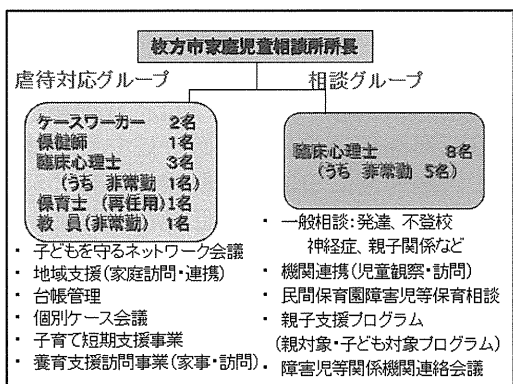 枚方市家庭児童相談所所長
虐待対応グループ
ケースワーカー 2名
保健師 1名
臨床心理士 3名
(うち 非常勤 1名)
保育士(再任用)1名
教 員(非常勤) 1名
・ 子どもを守るネットワーク会議
・ 地域支援(家庭訪問・連携)
・ 台帳管理
・ 個別ケース会議
・ 子育て短期支援事業
・ 養育支援訪問事業(家事・訪問)
相談グループ
臨床心理士 8名
(うち 非常勤 5名)
・ 一般相談:発達、不登校
神経症、親子関係など
・ 機関連携(児童観察・訪問)
・ 民間保育園障害児等保育相談
・ 親子支援プログラム
(親対象・子ども対象プログラム)
・ 障害児等関係機関連絡会議